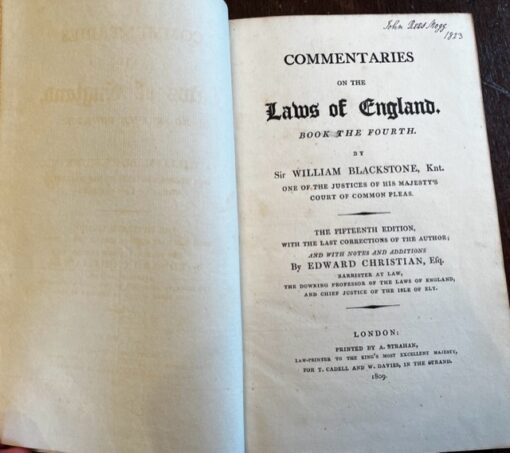 John Rees Mogg
1823
COMMENTARIES
ON THE
Laws of England.
BOOK THE FOURTH.
BY
Sir WILLIAM BLACKSTONE, Knt.
ONE OF THE JUSTICES OF HIS MAJESTY'S
COURT OF COMMON PLEAS.
THE FIFTEENTH EDITION,
WITH THE LAST CORRECTIONS OF THE AUTHOR;
AND WITH NOTES AND ADDITIONS
By EDWARD CHRISTIAN, Esq.
BARRISTER AT LAW,
THE DOWNING PROFESSOR OF THE LAWS OF ENGLAND,
AND CHIEF JUSTICE OF THE ISLE OF ELY.
LONDON:
PRINTED BY A. STRAHAN,
LAW-PRINTER TO THE KING'S MOST EXCELLENT MAJESTY,
FOR T. CADELL AND W. DAVIES, IN THE STRAND.
1809.